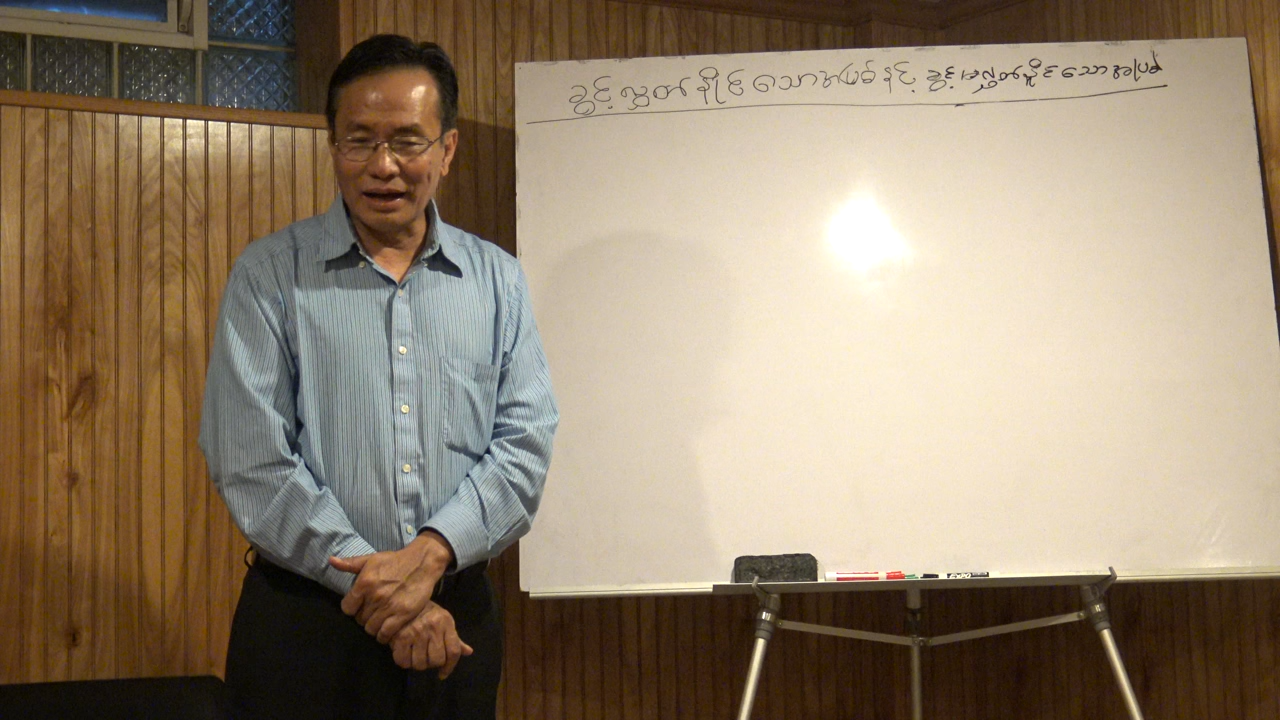 ခွင့်လွှတ်နိုင်သောအပြစ်နှင့် ခွင့်မလွှတ်နိုင်သောအပြစ်
EXPO